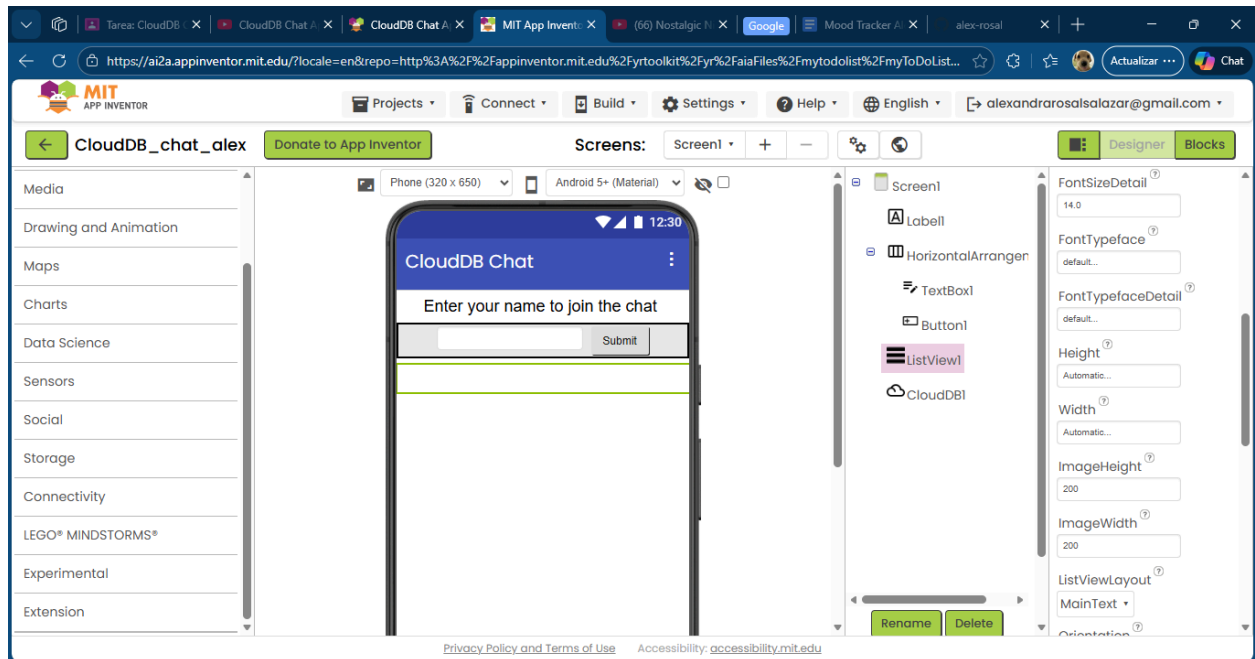 Tarea: CloudDB C
CloudDB Chat A
CloudDB Chat Ap
MIT App Invento
(66) Nostalgic N
Google
Mood Tracker AI
alex-rosal
https://ai2a.appinventor.mit.edu/?locale=en&repo=http%3A%2F%2Fappinventor.mit.edu%2Fyrtoolkit%2Fyr%2FaiaFiles%2Fmytodolist%2FmyToDoList...
Actualizar ···
Chat
MIT
APP INVENTOR
Projects
Connect
Build
Settings
Help
English
alexandrarosalsalazar@gmail.com
CloudDB_chat_alex
Donate to App Inventor
Screens:
Screen1
Designer
Blocks
Media
Drawing and Animation
Maps
Charts
Data Science
Sensors
Social
Storage
Connectivity
LEGO® MINDSTORMS®
Experimental
Extension
Phone (320 x 650)
Android 5+ (Material)
12:30
CloudDB Chat
Enter your name to join the chat
Submit
Screen1
Label1
HorizontalArrangen
TextBox1
Button1
ListView1
CloudDB1
Rename
Delete
FontSizeDetail
14.0
FontTypeface
default...
FontTypefaceDetail
default...
Height
Automatic...
Width
Automatic...
ImageHeight
200
ImageWidth
200
ListViewLayout
MainText
Orientation
Privacy Policy and Terms of Use
Accessibility: accessibility.mit.edu